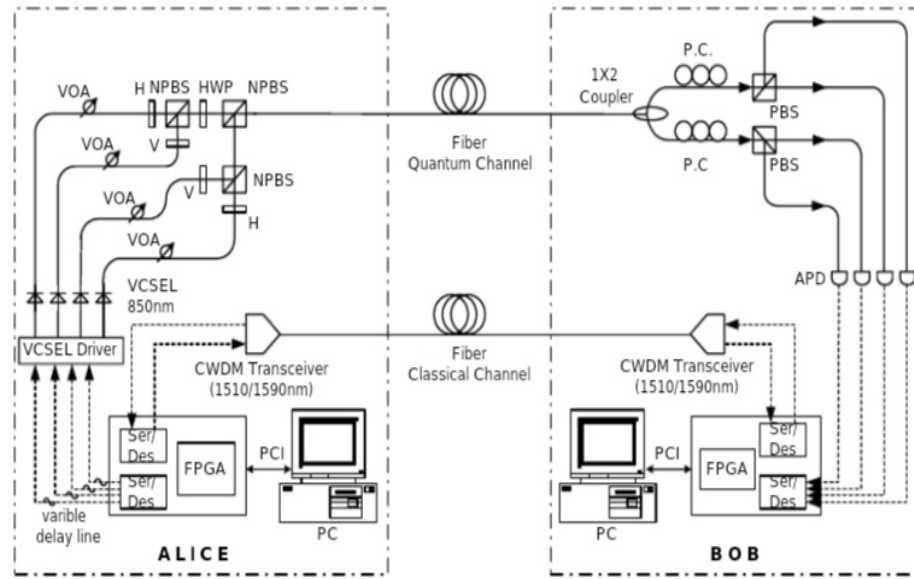 P.C.
H NPBS HWP NPBS
VOA
1X2
Coupler
PBS
V
VOA
Fiber
Quantum Channel
P.C
PBS
V
NPBS
VOA
H
VOA
VCSEL
850nm
APD
VCSEL Driver
CWDM Transceiver
(1510/1590nm)
Fiber
Classical Channel
CWDM Transceiver
(1510/1590nm)
Ser/
Des
FPGA
PCI
Ser/
Des
varible
delay line
PC
ALICE
Ser/
Des
PCI
FPGA
Ser/
Des
PC
BOB